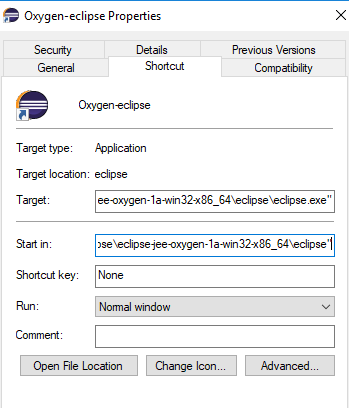 Oxygen-eclipse Properties
Security Details Previous Versions
General Shortcut Compatibility
Oxygen-eclipse
Target type: Application
Target location: eclipse
Target: ee-oxygen-1a-win32-x86_64\eclipse\eclipse.exe"
Start in: ose\eclipse-jee-oxygen-1a-win32-x86_64\eclipse"
Shortcut key: None
Run: Normal window
Comment:
Open File Location Change Icon... Advanced...